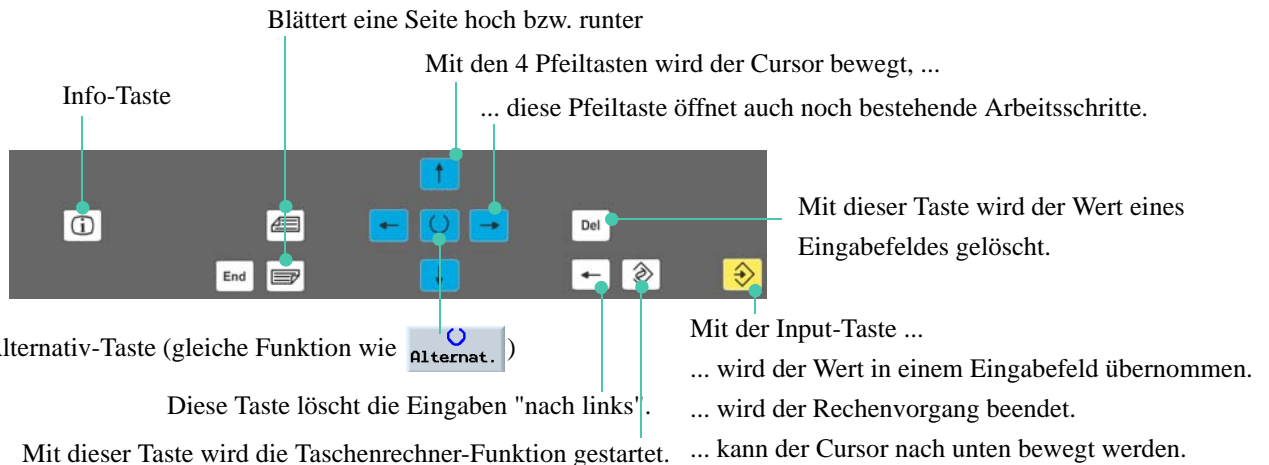 Blättert eine Seite hoch bzw. runter
Mit den 4 Pfeiltasten wird der Cursor bewegt, ...
Info-Taste
... diese Pfeiltaste öffnet auch noch bestehende Arbeitsschritte.
Del
End
Mit dieser Taste wird der Wert eines
Eingabefeldes gelöscht.
lternativ-Taste (gleiche Funktion wie Alternat. )
Diese Taste löscht die Eingaben "nach links".
Mit dieser Taste wird die Taschenrechner-Funktion gestartet.
Mit der Input-Taste ...
... wird der Wert in einem Eingabefeld übernommen.
... wird der Rechenvorgang beendet.
... kann der Cursor nach unten bewegt werden.